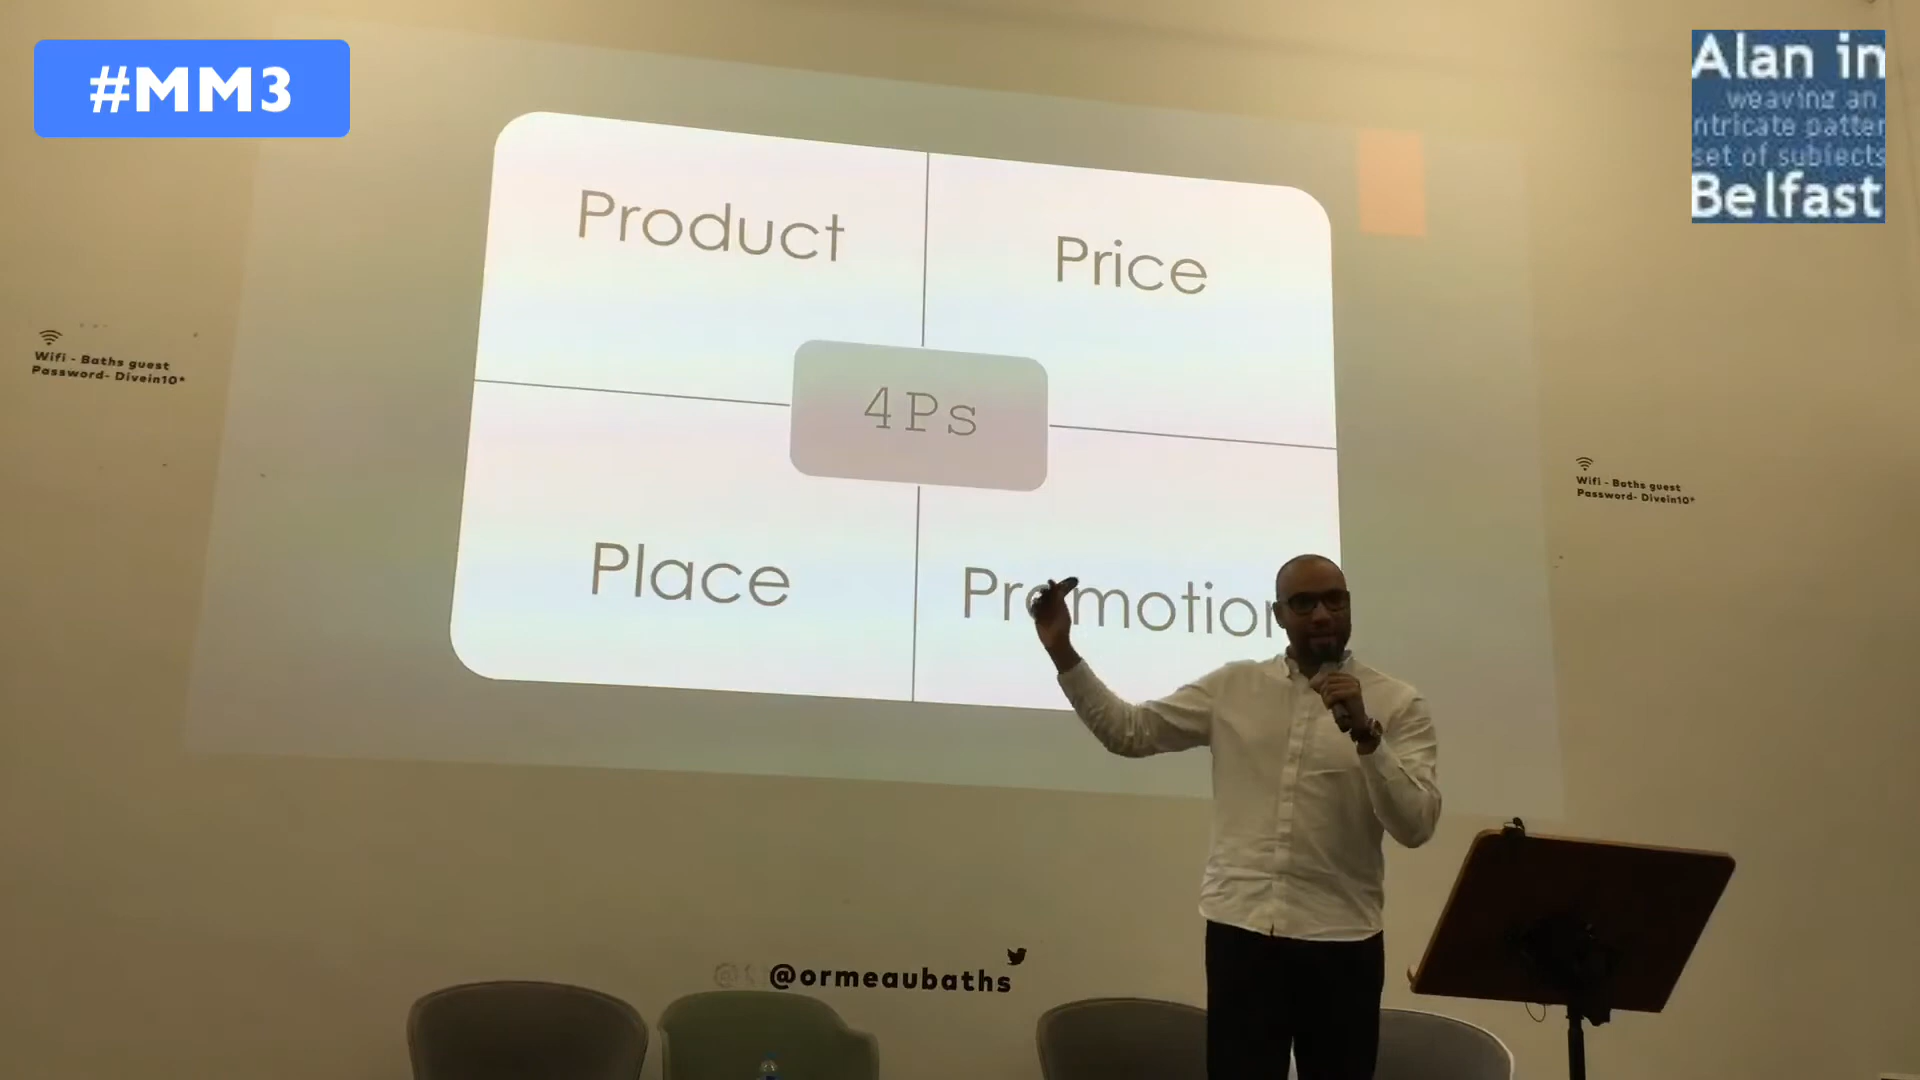 #MM3
Alan in
weaving an
ntricate patter
set of subjects
Belfast
Product
Price
4Ps
Place
Promotion
Wifi - Baths guest
Password- Divein10*
Wifi - Baths guest
Password- Divein10*
@ormeaubaths